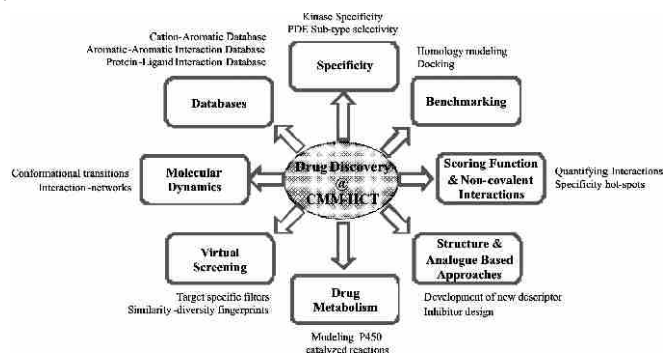 Kinase Specificity
PDE Sub-type selectivity
Specificity
Cation-Aromatic Database
Aromatic-Aromatic Interaction Database
Protein-Ligand Interaction Database
Databases
Homology modeling
Docking
Benchmarking
Conformational transitions
Interaction -networks
Molecular
Dynamics
Drug Discovery
@
CMM-IICT
Scoring Function
& Non-covalent
Interactions
Quantifying Interactions
Specificity hot-spots
Virtual
Screening
Target specific filters
Similarity -diversity fingerprints
Drug
Metabolism
Modeling P450
catalyzed reactions
Structure &
Analogue Based
Approaches
Development of new descriptor
Inhibitor design